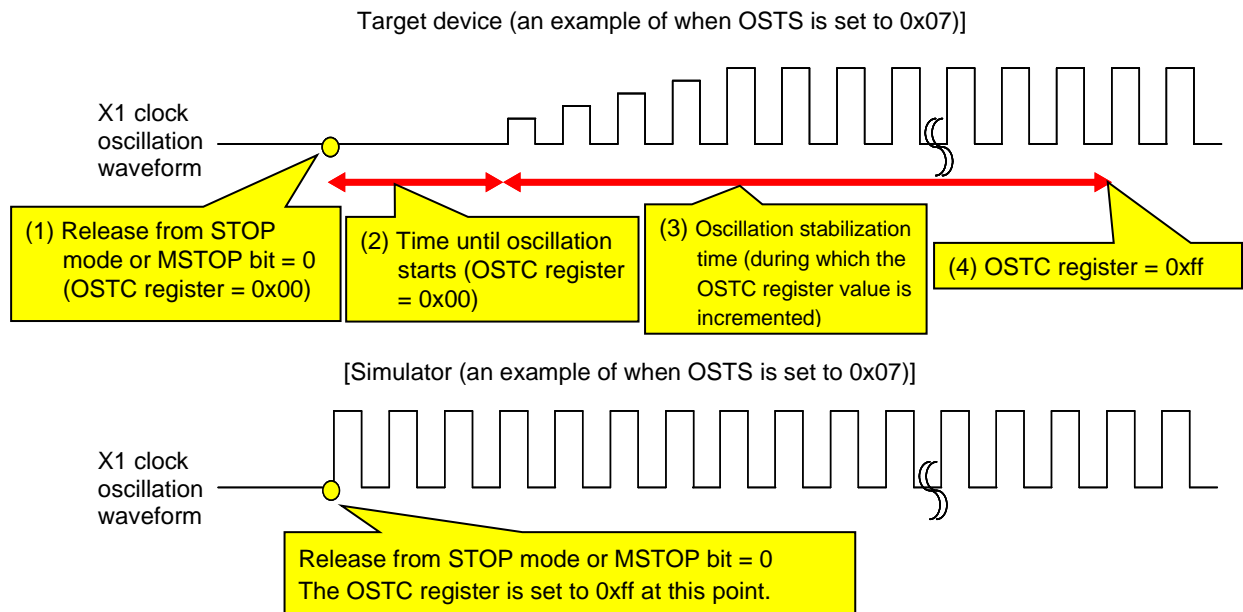 Target device (an example of when OSTS is set to 0x07)]
X1 clock
oscillation
waveform
(1) Release from STOP
mode or MSTOP bit = 0
(OSTC register = 0x00)
(2) Time until oscillation
starts (OSTC register
= 0x00)
(3) Oscillation stabilization
time (during which the
OSTC register value is
incremented)
(4) OSTC register = 0xff
[Simulator (an example of when OSTS is set to 0x07)]
X1 clock
oscillation
waveform
Release from STOP mode or MSTOP bit = 0
The OSTC register is set to 0xff at this point.